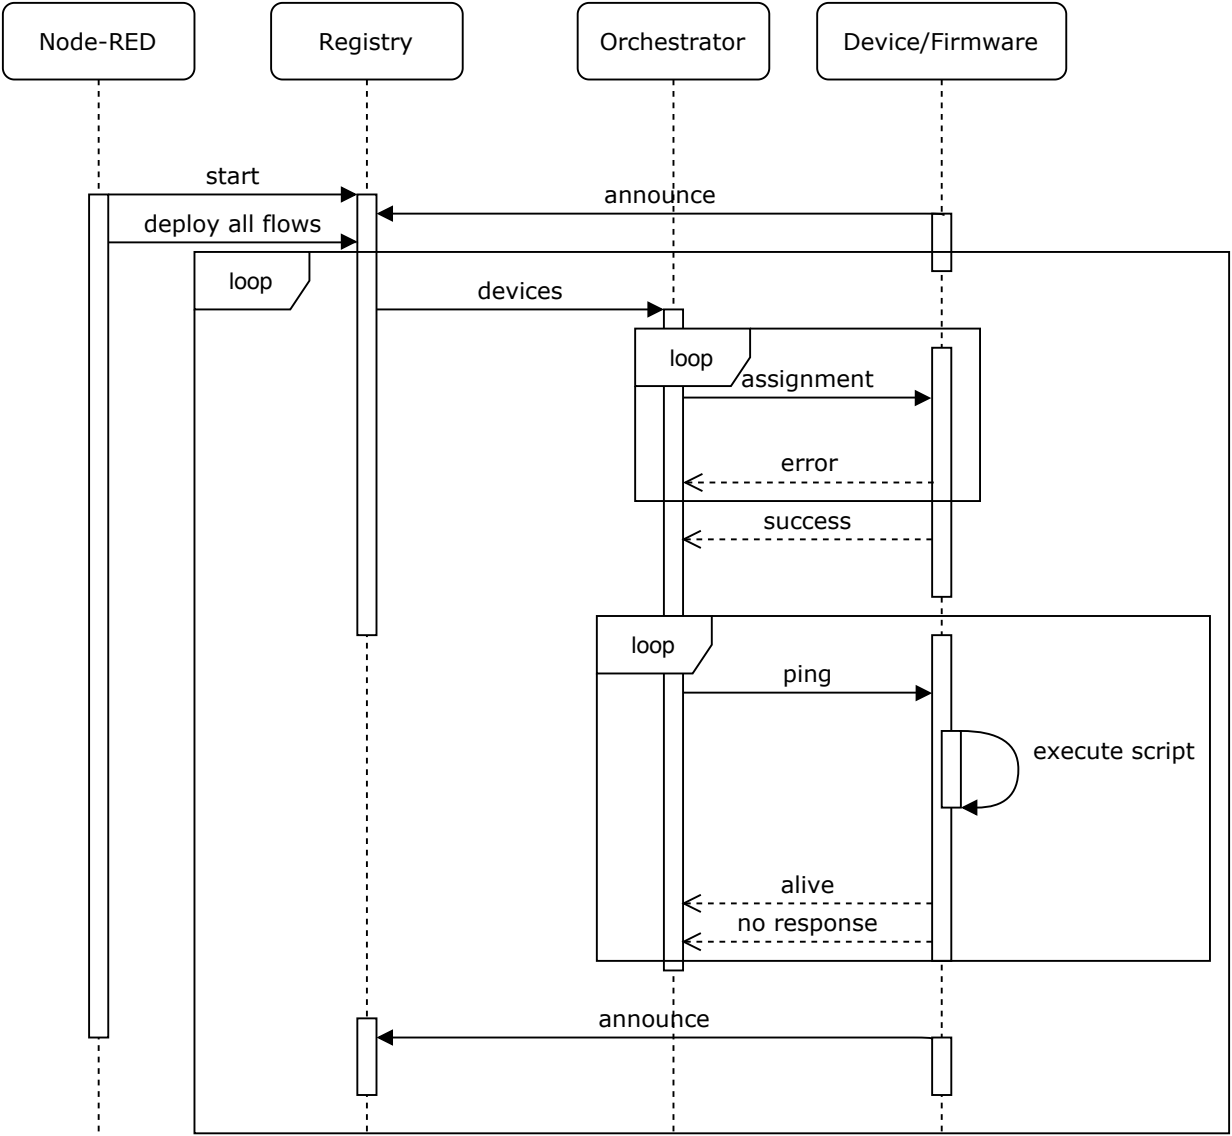 Node-RED
Registry
Orchestrator
Device/Firmware
start
announce
deploy all flows
loop
devices
loop
assignment
error
success
loop
ping
execute script
alive
no response
announce